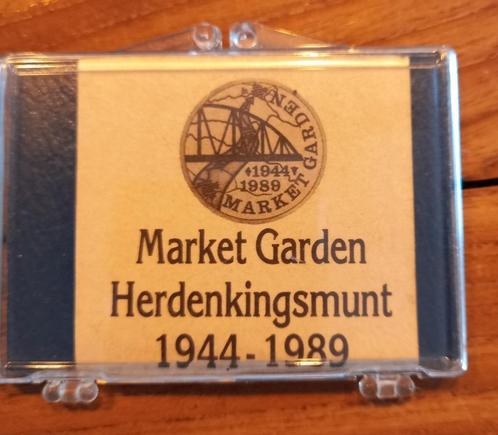 1944
1989
MARKET GARDEN
Market Garden
Herdenkingsmunt
1944-1989